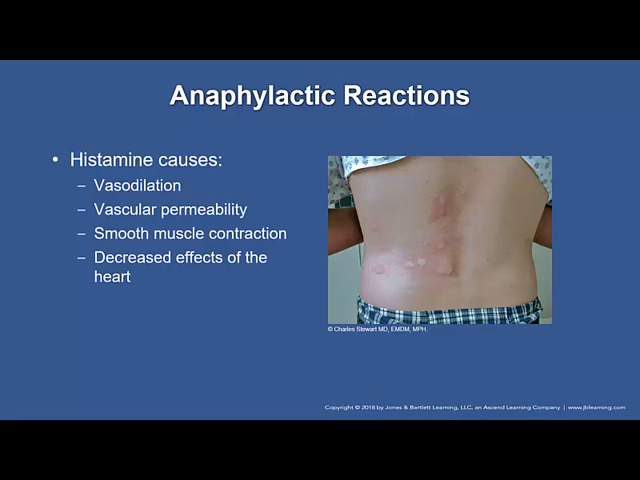 Anaphylactic Reactions
• Histamine causes:
– Vasodilation
– Vascular permeability
– Smooth muscle contraction
– Decreased effects of the
heart
© Charles Stewart MD, EMDM, MPH.
Copyright © 2016 by Jones & Bartlett Learning, LLC, an Ascend Learning Company | www.jblearning.com